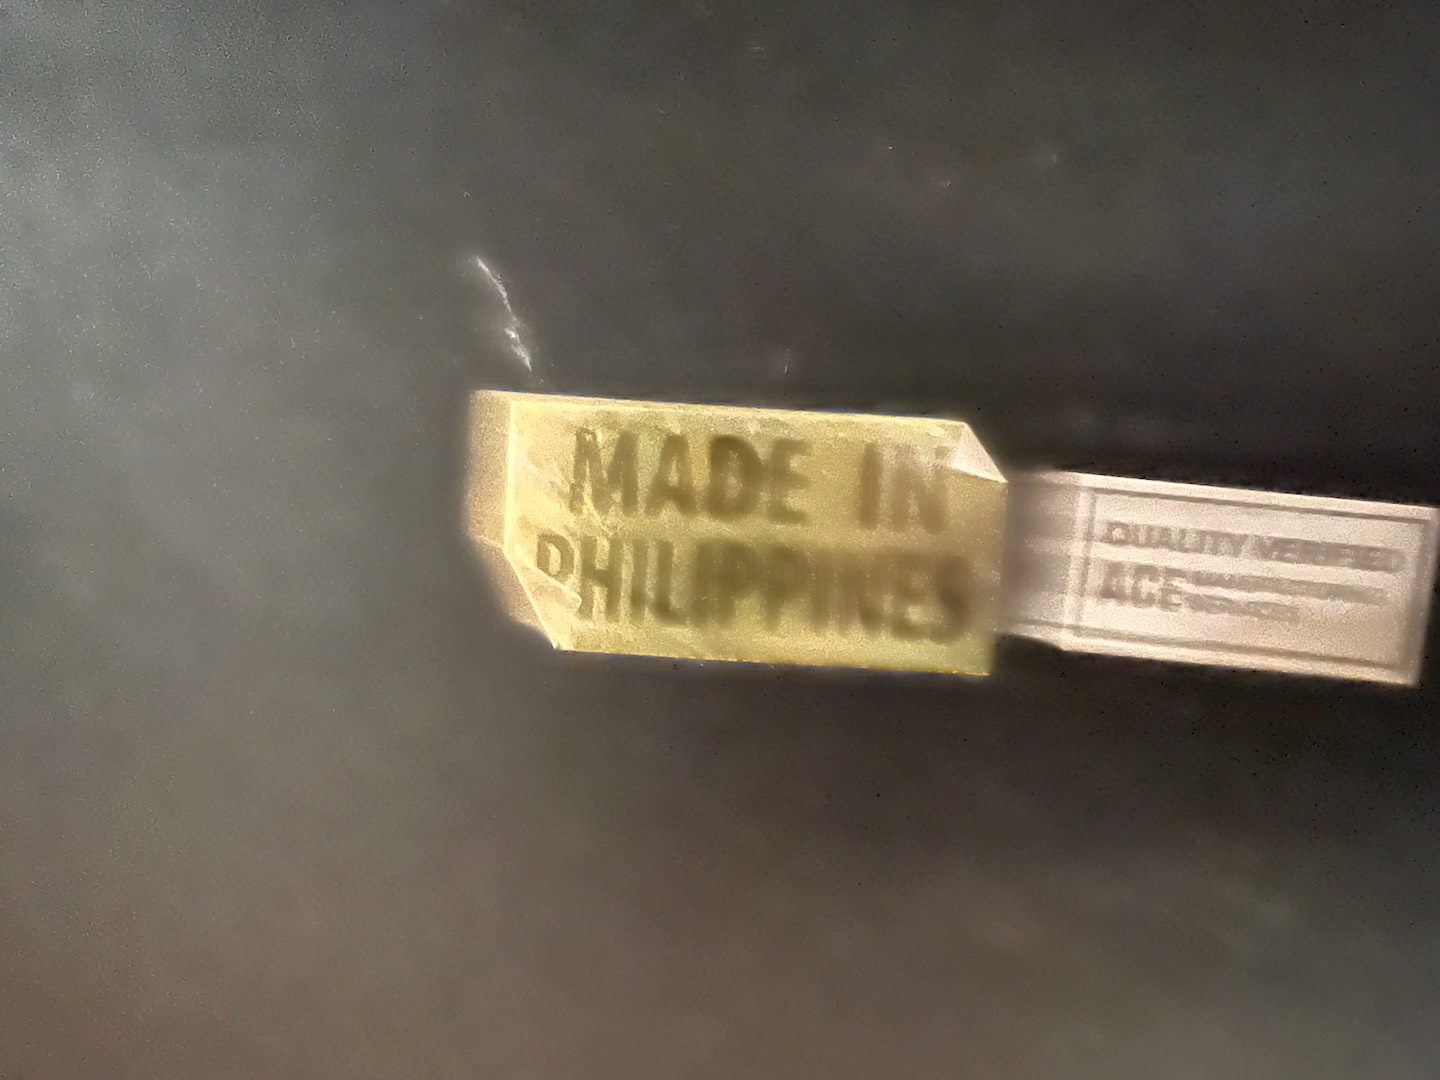 MADE IN
PHILIPPINES
QUALITY VERIFIED
ACE